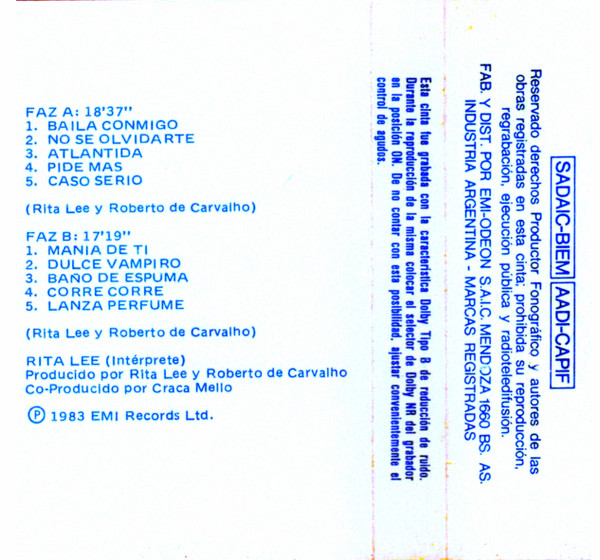 FAZ A: 18'37"
1. BAILA CONMIGO
2. NO SE OLVIDARTE
3. ATLANTIDA
4. PIDE MAS
5. CASO SERIO
(Rita Lee y Roberto de Carvalho)
FAZ B: 17'19"
1. MANIA DE TI
2. DULCE VAMPIRO
3. BAÑO DE ESPUMA
4. CORRE CORRE
5. LANZA PERFUME
(Rita Lee y Roberto de Carvalho)
RITA LEE (Intérprete)
Producido por Rita Lee y Roberto de Carvalho
Co-Producido por Craca Mello
Ⓟ 1983 EMI Records Ltd.
Esta cinta fue grabada con la característica Dolby Tipo B de reducción de ruido.
Durante la reproducción de la misma colocar el selector de Dolby NR del grabador
en la posición ON. De no contar con esta posibilidad, ajustar convenientemente el
control de agudos.
SADAIC-BIEM AADI-CAPIF
Reservado derechos Productor Fonográfico y autores de las
obras registradas en esta cinta; prohibida su reproducción,
regrabación, ejecución pública y radioteledifusión.
FAB. Y DIST. POR EMI-ODEON S.A.I.C. MENDOZA 1660 BS. AS.
INDUSTRIA ARGENTINA - MARCAS REGISTRADAS